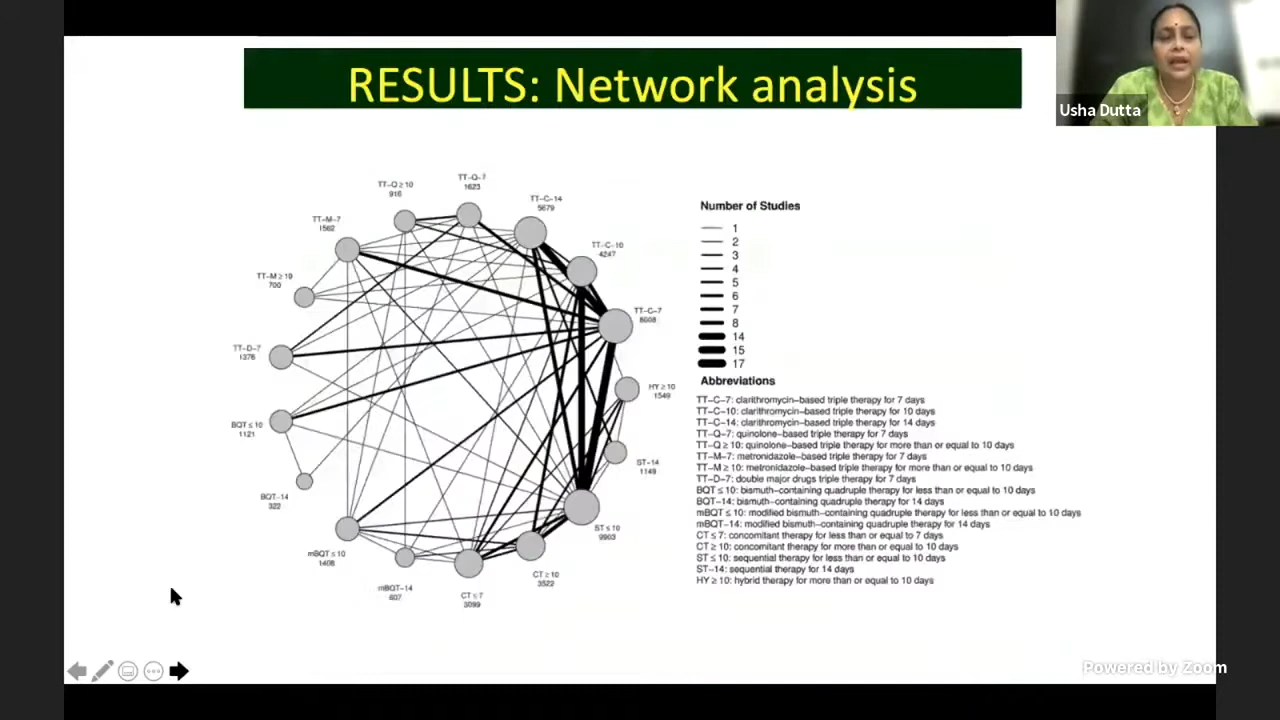 RESULTS: Network analysis
Usha Dutta
TT-Q-7
1623
TT-Q ≥ 10
916
TT-C-14
5679
TT-M-7
1562
TT-C-10
4247
TT-M ≥ 10
700
TT-C-7
TT-D-7
1376
HY ≥ 10
1549
BQT ≤ 10
1121
ST-14
1149
BQT-14
322
ST ≤ 10
9903
mBQT ≤ 10
1408
CT ≥ 10
3522
mBQT-14
607
CT ≤ 7
Number of Studies
1
2
3
4
5
6
7
8
14
15
17
Abbreviations
TT-C-7: clarithromycin-based triple therapy for 7 days
TT-C-10: clarithromycin-based triple therapy for 10 days
TT-C-14: clarithromycin-based triple therapy for 14 days
TT-Q-7: quinolone-based triple therapy for 7 days
TT-Q ≥ 10: quinolone-based triple therapy for more than or equal to 10 days
TT-M-7: metronidazole-based triple therapy for 7 days
TT-M ≥ 10: metronidazole-based triple therapy for more than or equal to 10 days
TT-D-7: double major drugs triple therapy for 7 days
BQT ≤ 10: bismuth-containing quadruple therapy for less than or equal to 10 days
BQT-14: bismuth-containing quadruple therapy for 14 days
mBQT ≤ 10: modified bismuth-containing quadruple therapy for less than or equal to 10 days
mBQT-14: modified bismuth-containing quadruple therapy for 14 days
CT ≤ 7: concomitant therapy for less than or equal to 7 days
CT ≥ 10: concomitant therapy for more than or equal to 10 days
ST ≤ 10: sequential therapy for less than or equal to 10 days
ST-14: sequential therapy for 14 days
HY ≥ 10: hybrid therapy for more than or equal to 10 days
Powered by Zoom